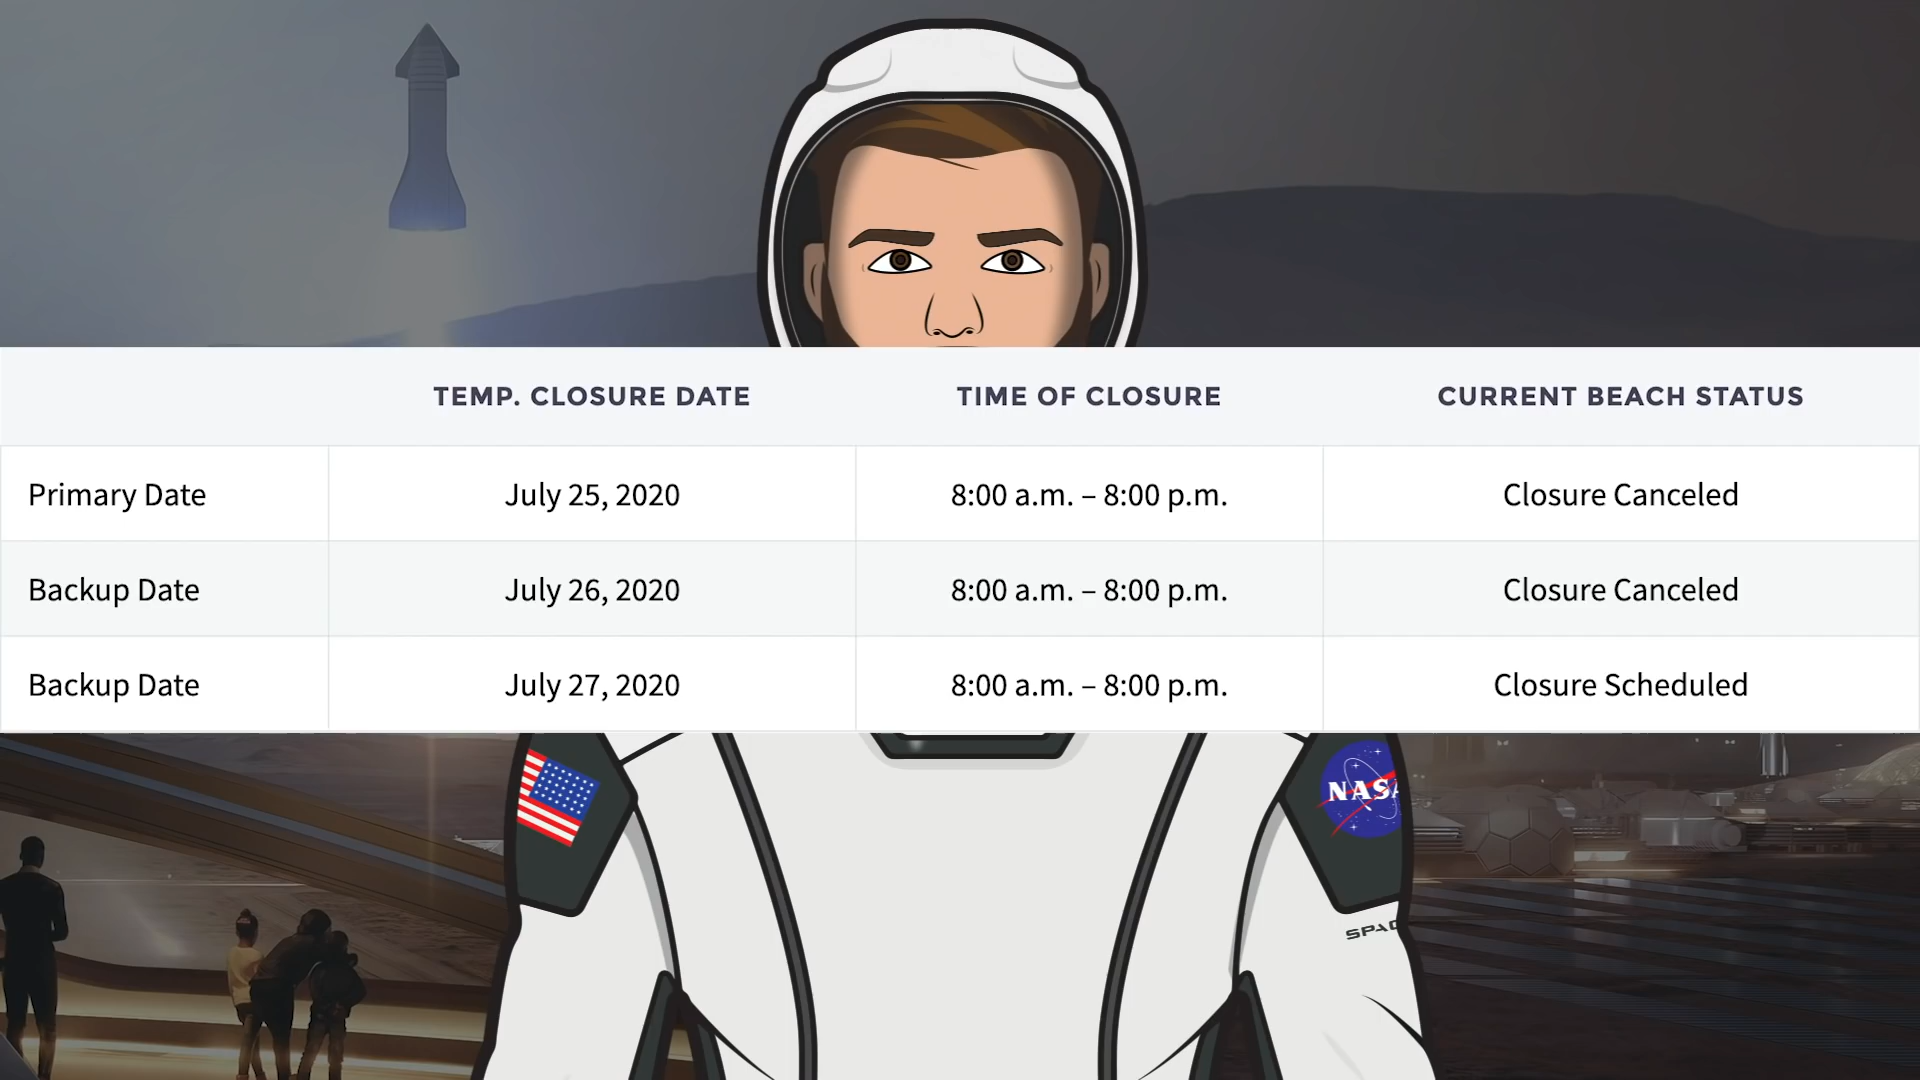 TEMP. CLOSURE DATE TIME OF CLOSURE CURRENT BEACH STATUS
Primary Date July 25, 2020 8:00 a.m. – 8:00 p.m. Closure Canceled
Backup Date July 26, 2020 8:00 a.m. – 8:00 p.m. Closure Canceled
Backup Date July 27, 2020 8:00 a.m. – 8:00 p.m. Closure Scheduled
NASA
SPAC